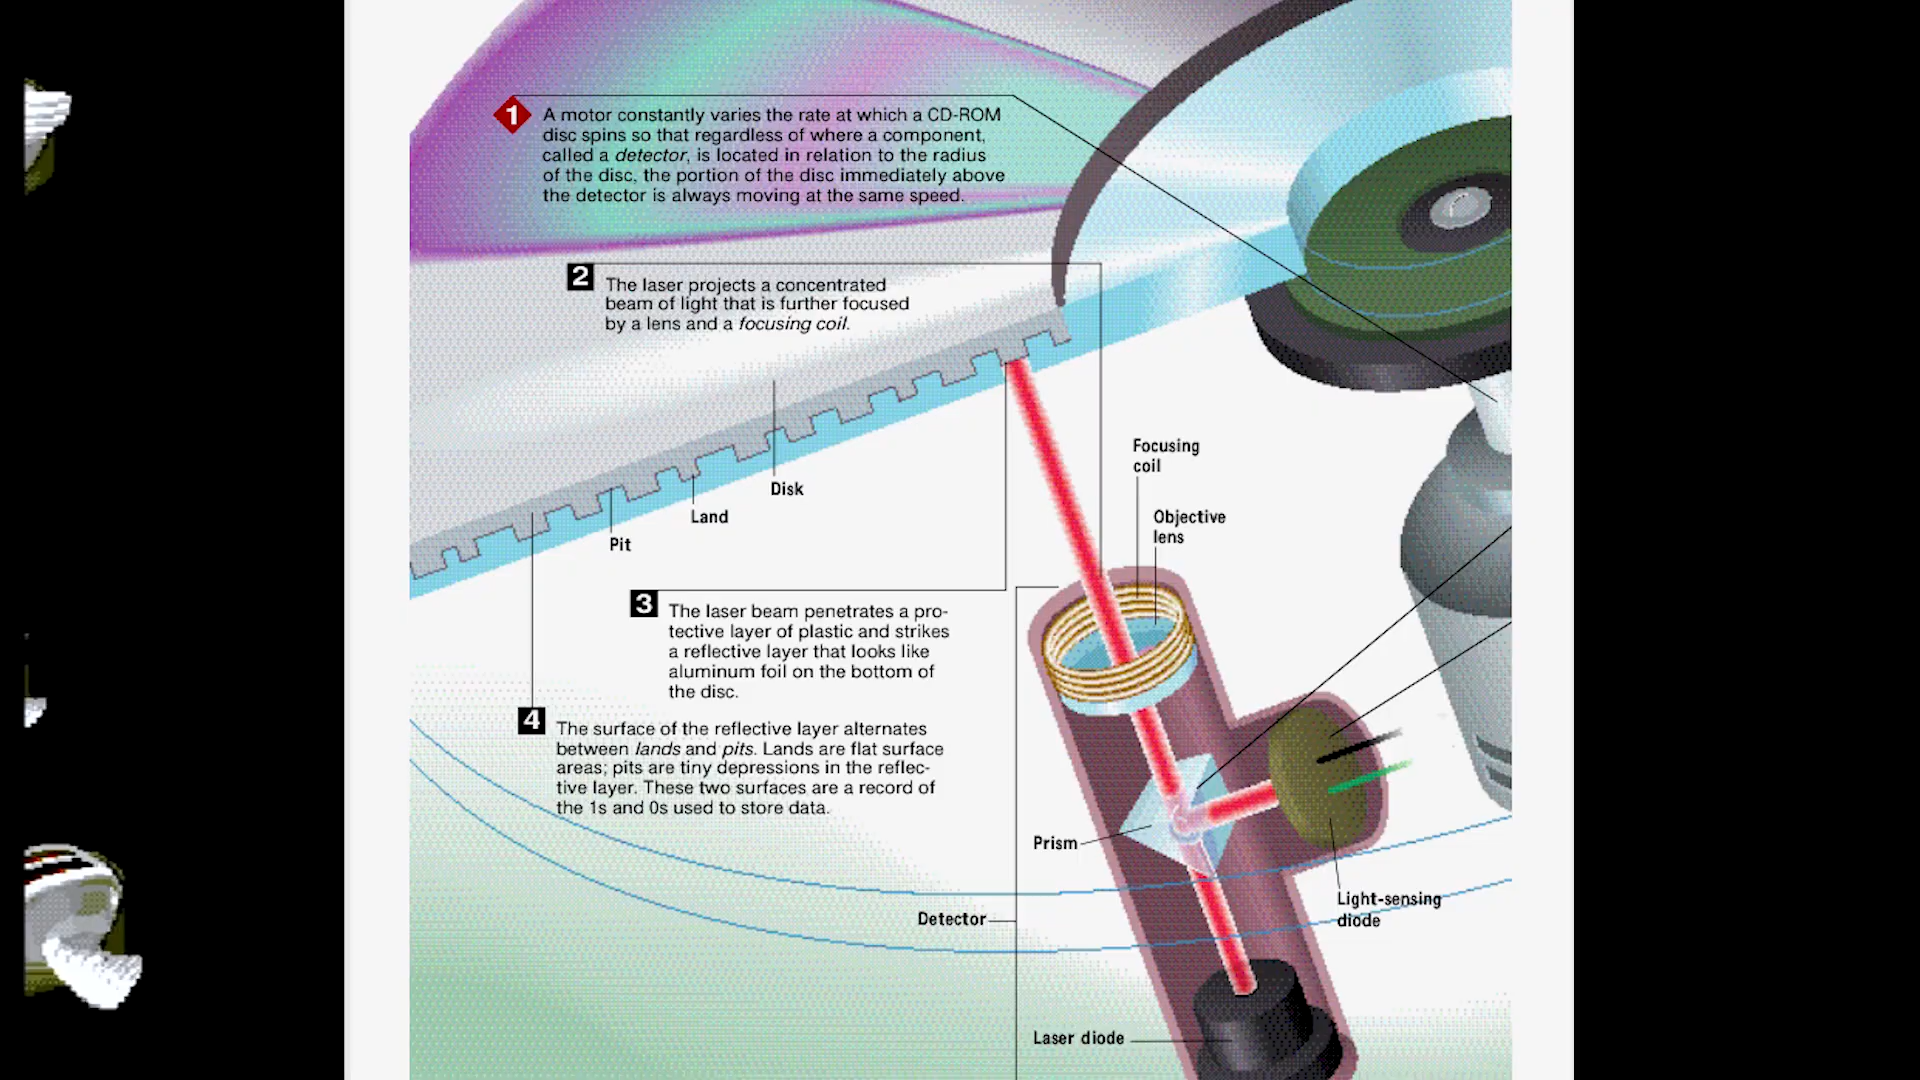 1
A motor constantly varies the rate at which a CD-ROM
disc spins so that regardless of where a component,
called a detector, is located in relation to the radius
of the disc, the portion of the disc immediately above
the detector is always moving at the same speed.
2
The laser projects a concentrated
beam of light that is further focused
by a lens and a focusing coil.
Focusing
coil
Disk
Land
Objective
lens
Pit
3
The laser beam penetrates a pro-
tective layer of plastic and strikes
a reflective layer that looks like
aluminum foil on the bottom of
the disc.
4
The surface of the reflective layer alternates
between lands and pits. Lands are flat surface
areas; pits are tiny depressions in the reflec-
tive layer. These two surfaces are a record of
the 1s and 0s used to store data.
Prism
Light-sensing
diode
Detector
Laser diode